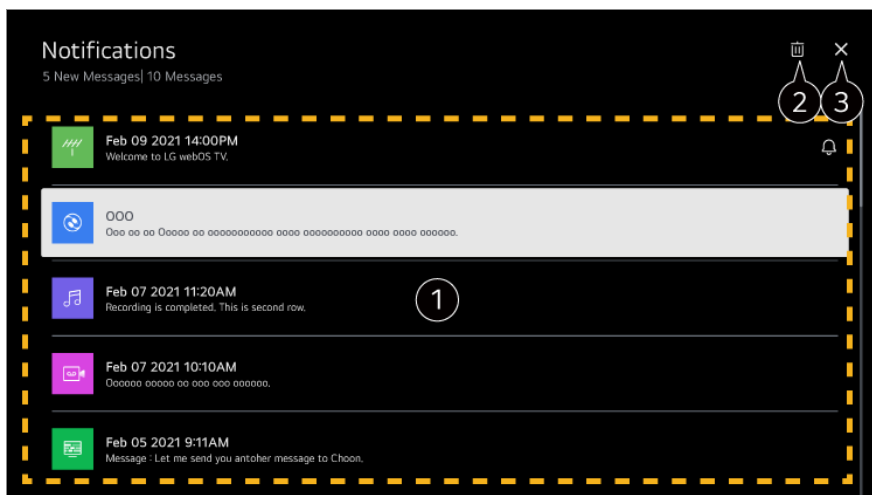 Notifications
5 New Messages| 10 Messages
2
3
Feb 09 2021 14:00PM
Welcome to LG webOS TV.
OOO
Ooo oo oo Ooooo oo ooooooooooo oooo oooooooooo oooo oooo oooooo.
Feb 07 2021 11:20AM
Recording is completed. This is second row.
1
Feb 07 2021 10:10AM
Oooooo ooooo oo ooo ooo oooooo.
Feb 05 2021 9:11AM
Message : Let me send you antoher message to Choon.